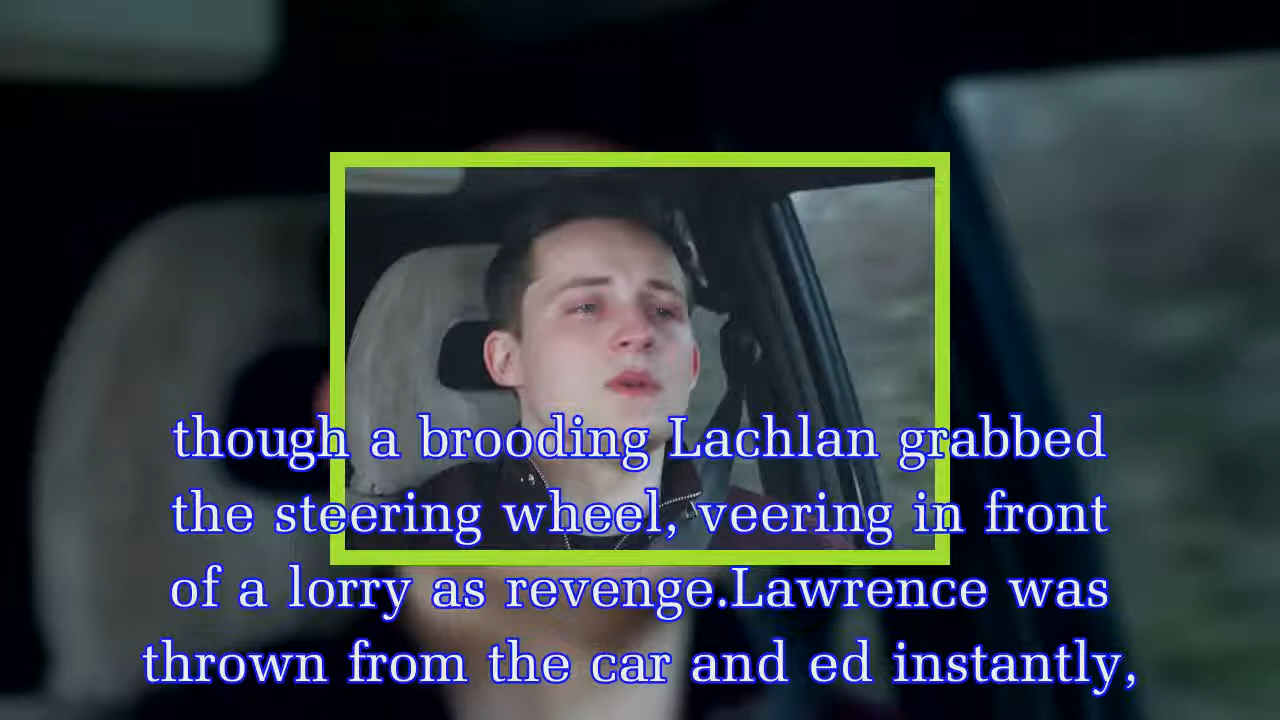 though a brooding Lachlan grabbed
the steering wheel, veering in front
of a lorry as revenge.Lawrence was
thrown from the car and ed instantly,